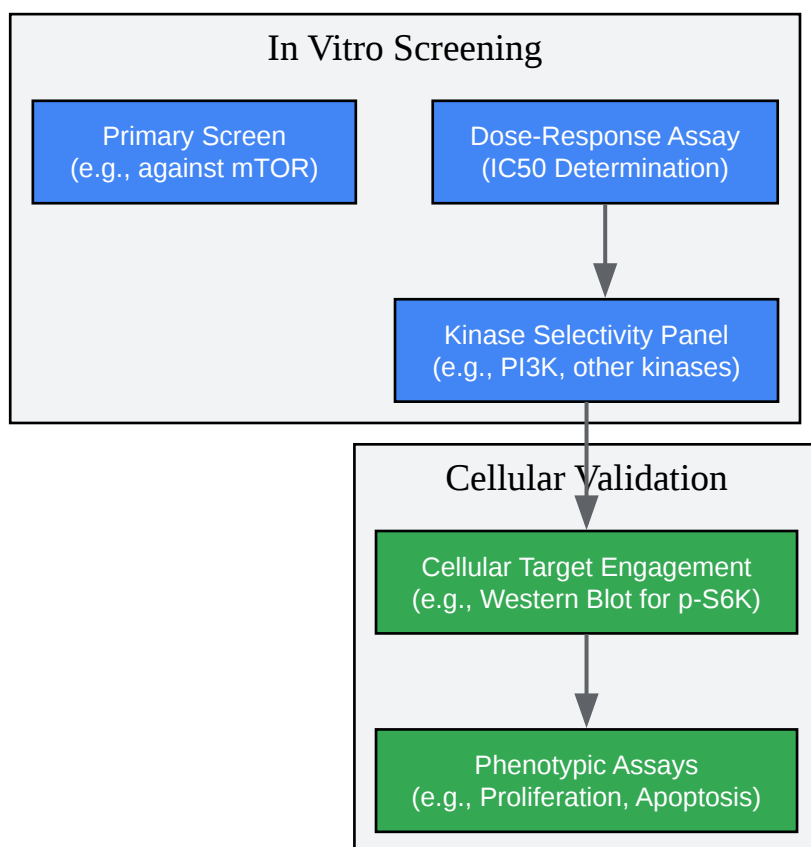 In Vitro Screening
Primary Screen
(e.g., against mTOR)
Dose-Response Assay
(IC50 Determination)
Kinase Selectivity Panel
(e.g., PI3K, other kinases)
Cellular Validation
Cellular Target Engagement
(e.g., Western Blot for p-S6K)
Phenotypic Assays
(e.g., Proliferation, Apoptosis)